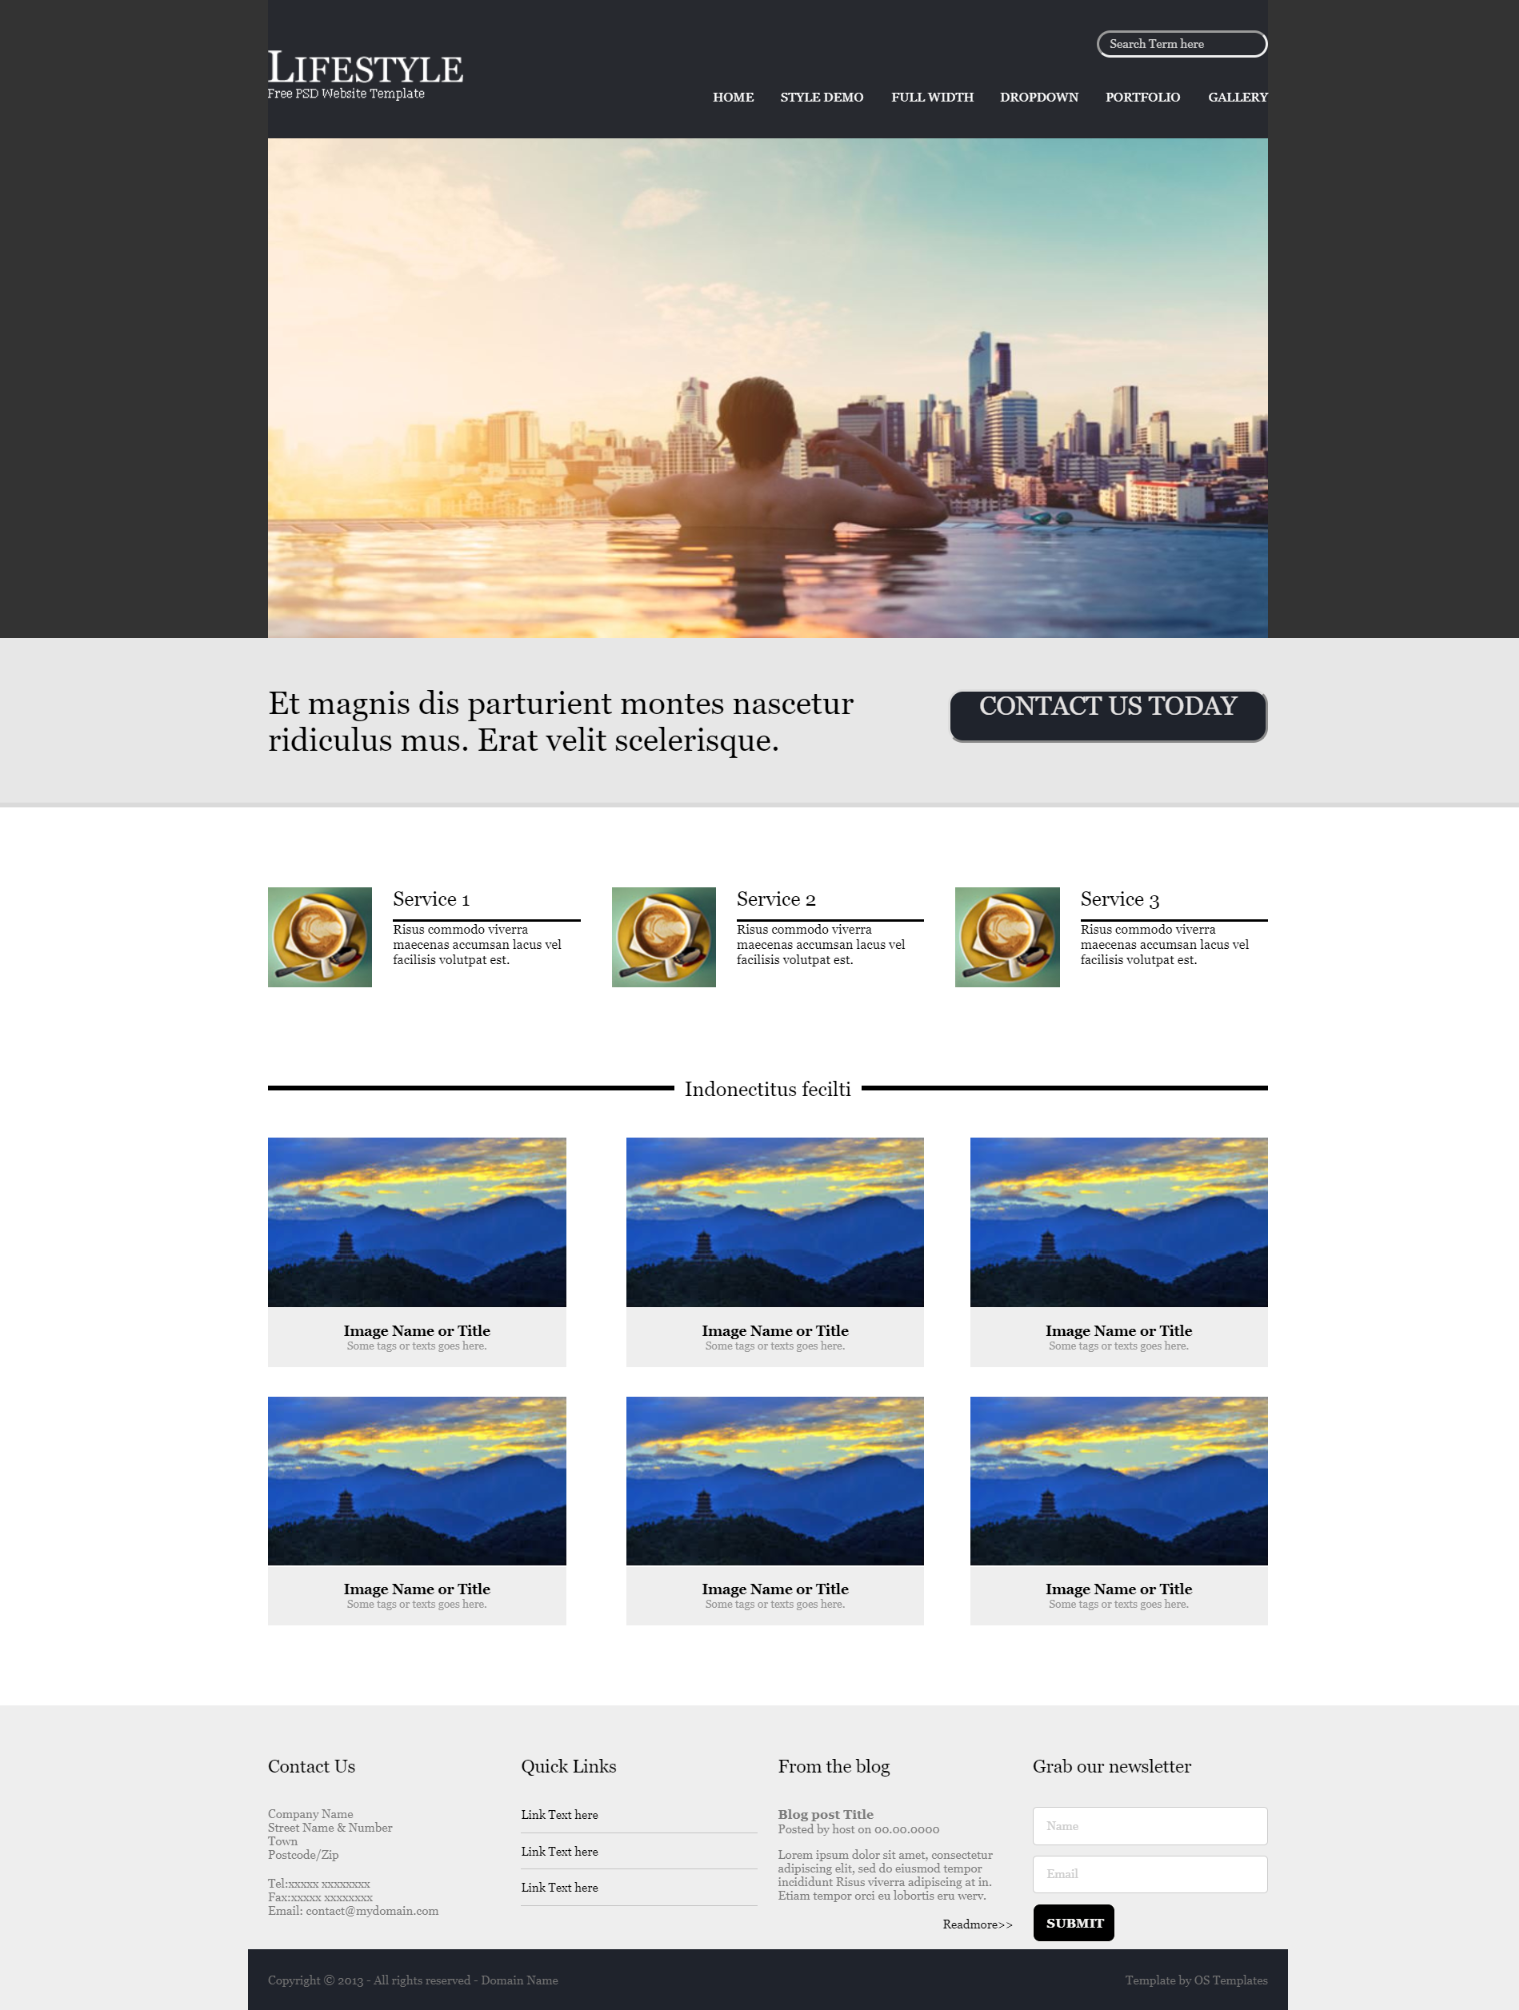 Search Term here
LIFESTYLE
Free PSD Website Template
HOME STYLE DEMO FULL WIDTH DROPDOWN PORTFOLIO GALLERY
Et magnis dis parturient montes nascetur
ridiculus mus. Erat velit scelerisque.
CONTACT US TODAY
Service 1
Risus commodo viverra
maecenas accumsan lacus vel
facilisis volutpat est.
Service 2
Risus commodo viverra
maecenas accumsan lacus vel
facilisis volutpat est.
Service 3
Risus commodo viverra
maecenas accumsan lacus vel
facilisis volutpat est.
Indonectitus fecilti
Image Name or Title
Some tags or texts goes here.
Image Name or Title
Some tags or texts goes here.
Image Name or Title
Some tags or texts goes here.
Image Name or Title
Some tags or texts goes here.
Image Name or Title
Some tags or texts goes here.
Image Name or Title
Some tags or texts goes here.
Contact Us
Company Name
Street Name & Number
Town
Postcode/Zip
Tel:xxxxx xxxxxxxx
Fax:xxxxx xxxxxxxx
Email: contact@mydomain.com
Quick Links
Link Text here
Link Text here
Link Text here
From the blog
Blog post Title
Posted by host on 00.00.0000
Lorem ipsum dolor sit amet, consectetur
adipiscing elit, sed do eiusmod tempor
incididunt Risus viverra adipiscing at in.
Etiam tempor orci eu lobortis eru werv.
Readmore>>
Grab our newsletter
Name
Email
SUBMIT
Copyright © 2013 - All rights reserved - Domain Name
Template by OS Templates